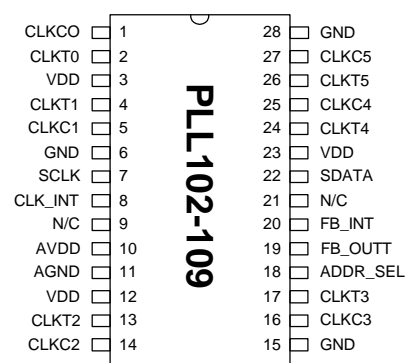 CLKCO 1 28 GND
CLKT0 2 27 CLKC5
VDD 3 26 CLKT5
CLKT1 4 25 CLKC4
CLKC1 5 24 CLKT4
GND 6 23 VDD
SCLK 7 22 SDATA
CLK_INT 8 21 N/C
N/C 9 20 FB_INT
AVDD 10 19 FB_OUTT
AGND 11 18 ADDR_SEL
VDD 12 17 CLKT3
CLKT2 13 16 CLKC3
CLKC2 14 15 GND
PLL102-109